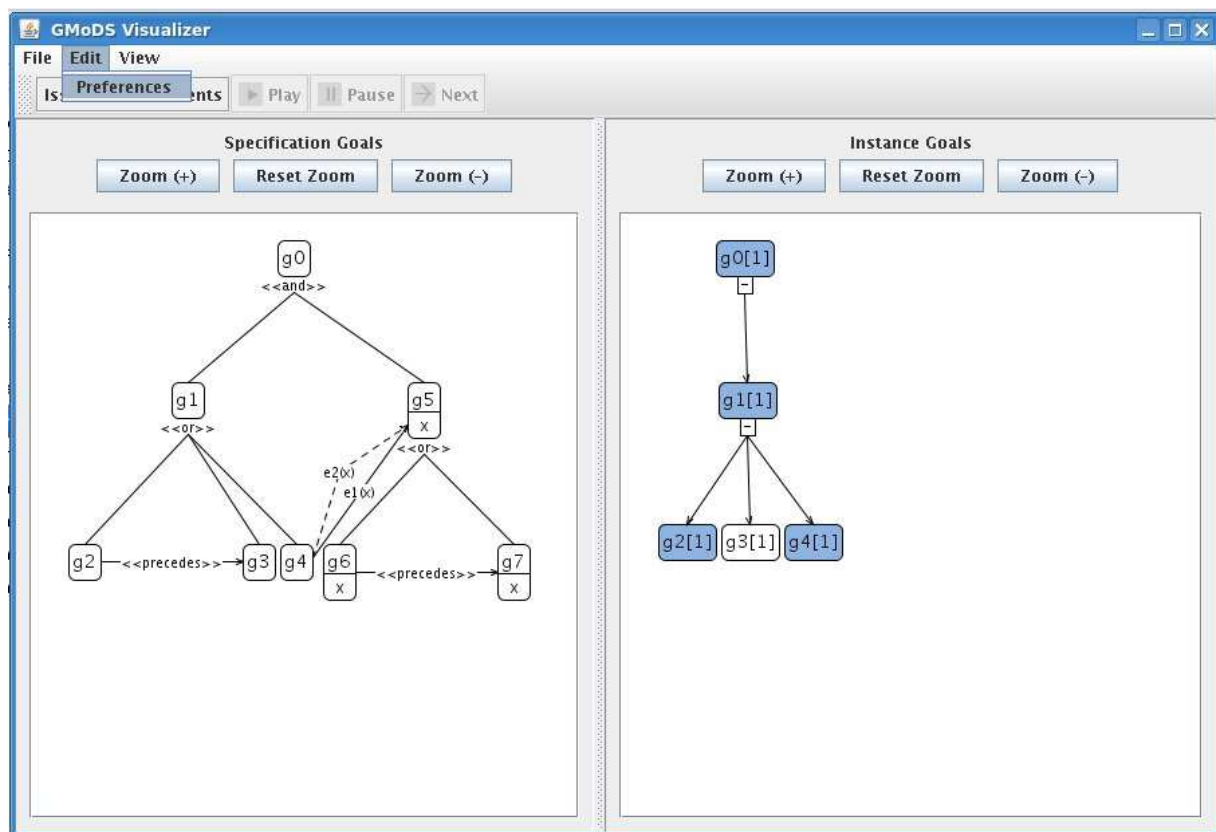 GMoDS Visualizer
File Edit View
Preferences
Is ents Play Pause Next
Specification Goals
Zoom (+) Reset Zoom Zoom (-)
g0
<<and>>
g1
<<or>>
g5
x
<<or>>
e2(x)
e1(x)
g2
<<precedes>>
g3
g4
g6
x
<<precedes>>
g7
x
Instance Goals
Zoom (+) Reset Zoom Zoom (-)
g0[1]
-
g1[1]
-
g2[1] g3[1] g4[1]